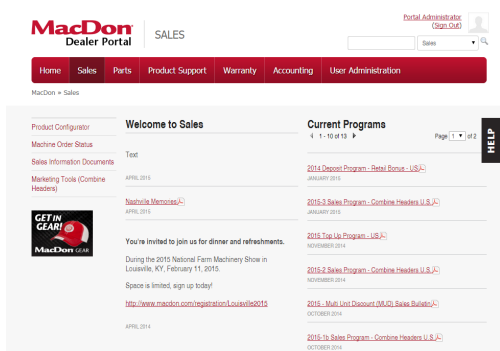 MacDon
Dealer Portal
SALES
Portal Administrator
(Sign Out)
Sales
Home Sales Parts Product Support Warranty Accounting User Administration
MacDon » Sales
HELP
Product Configurator
Machine Order Status
Sales Information Documents
Marketing Tools (Combine
Headers)
GET IN
GEAR!
MacDon GEAR
Welcome to Sales
Text
APRIL 2015
Nashville Memories
APRIL 2015
You're invited to join us for dinner and refreshments.
During the 2015 National Farm Machinery Show in
Louisville, KY, February 11, 2015.
Space is limited, sign up today!
http://www.macdon.com/registration/Louisville2015
APRIL 2014
Current Programs
1 - 10 of 13
Page 1 of 2
2014 Deposit Program - Retail Bonus - US
JANUARY 2015
2015-3 Sales Program - Combine Headers U.S.
JANUARY 2015
2015 Top Up Program - US
NOVEMBER 2014
2015-2 Sales Program - Combine Headers U.S.
NOVEMBER 2014
2015 - Multi Unit Discount (MUD) Sales Bulletin
OCTOBER 2014
2015-1b Sales Program - Combine Headers U.S.
OCTOBER 2014